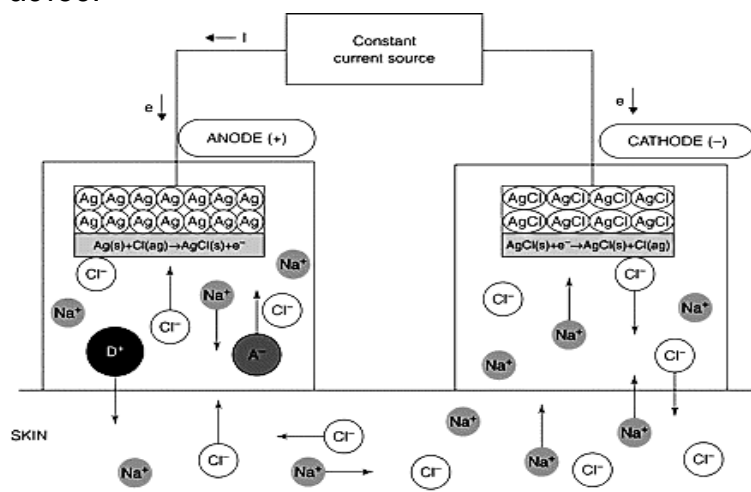 ← I
Constant
current source
e
ANODE (+)
e
CATHODE (–)
Ag Ag Ag Ag Ag Ag Ag
Ag Ag Ag Ag Ag Ag Ag
Ag(s)+Cl(ag)→AgCl(s)+e⁻
AgCl AgCl AgCl AgCl
AgCl AgCl AgCl AgCl
AgCl(s)+e⁻→AgCl(s)+Cl(ag)
Cl⁻
Na⁺
Na⁺
Na⁺
Cl⁻
Cl⁻
D⁺
A⁻
Cl⁻
Cl⁻
Na⁺
Na⁺
Cl⁻
Na⁺
SKIN
Na⁺
Cl⁻
Cl⁻
Na⁺
Cl⁻
Na⁺
Na⁺
Na⁺
Cl⁻
Cl⁻